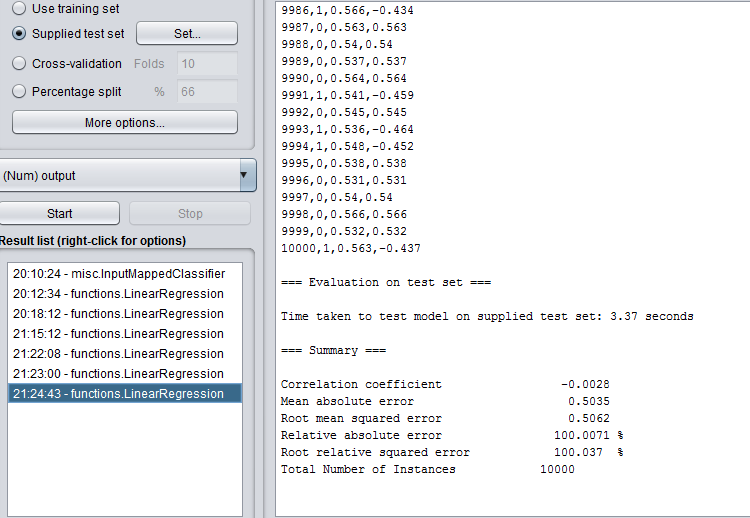 Use training set
Supplied test set Set...
Cross-validation Folds 10
Percentage split % 66
More options...
(Num) output
Start Stop
Result list (right-click for options)
20:10:24 - misc.InputMappedClassifier
20:12:34 - functions.LinearRegression
20:18:12 - functions.LinearRegression
21:15:12 - functions.LinearRegression
21:22:08 - functions.LinearRegression
21:23:00 - functions.LinearRegression
21:24:43 - functions.LinearRegression
9986,1,0.566,-0.434
9987,0,0.563,0.563
9988,0,0.54,0.54
9989,0,0.537,0.537
9990,0,0.564,0.564
9991,1,0.541,-0.459
9992,0,0.545,0.545
9993,1,0.536,-0.464
9994,1,0.548,-0.452
9995,0,0.538,0.538
9996,0,0.531,0.531
9997,0,0.54,0.54
9998,0,0.566,0.566
9999,0,0.532,0.532
10000,1,0.563,-0.437
=== Evaluation on test set ===
Time taken to test model on supplied test set: 3.37 seconds
=== Summary ===
Correlation coefficient -0.0028
Mean absolute error 0.5035
Root mean squared error 0.5062
Relative absolute error 100.0071 %
Root relative squared error 100.037 %
Total Number of Instances 10000